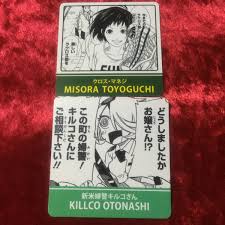 クロス・マネジ
MISORA TOYOGUCHI
どうしましたか
お嬢さん!?
この町の婦警
キルコさんに
ご相談下さい!!
新米婦警キルコさん
KILLCO OTONASHI